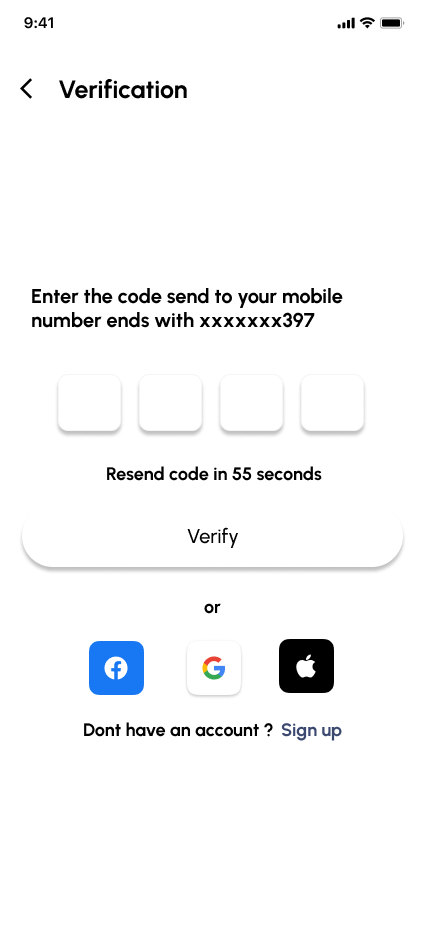 9:41
Verification
Enter the code send to your mobile
number ends with xxxxxxx397
Resend code in 55 seconds
Verify
or
Dont have an account ? Sign up